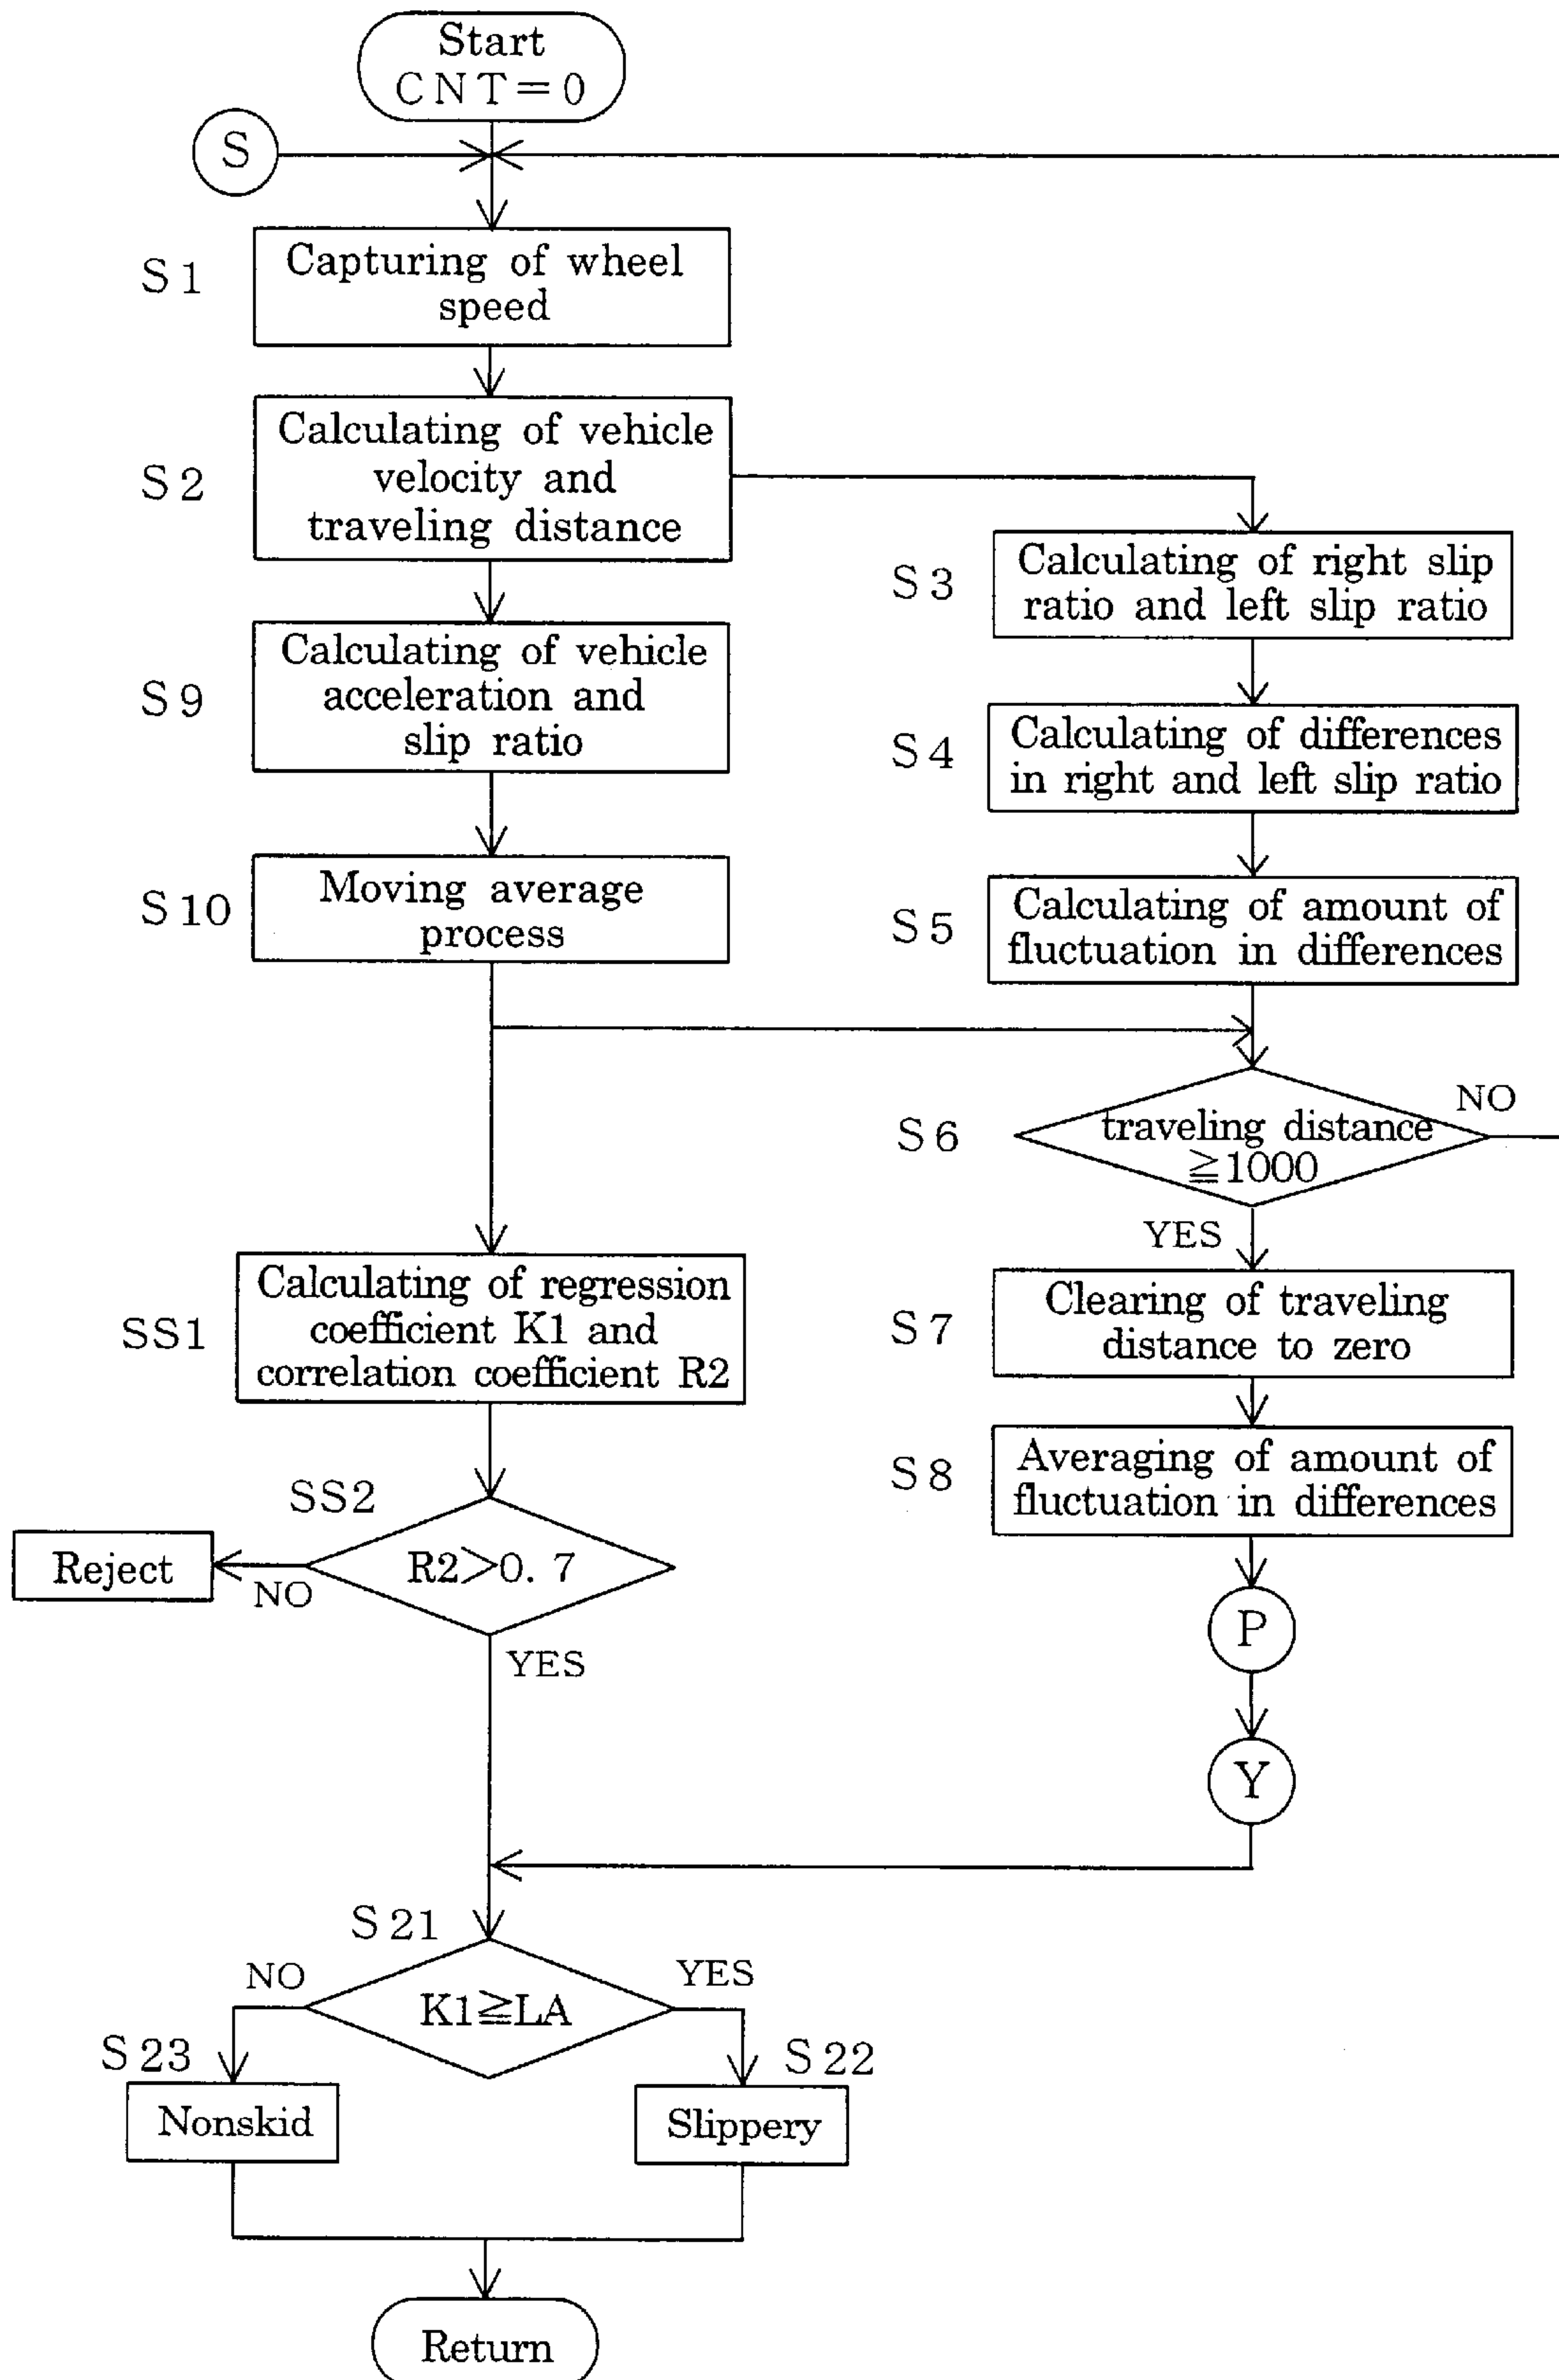 Start
CNT=0
S
S1
Capturing of wheel
speed
S2
Calculating of vehicle
velocity and
traveling distance
S3
Calculating of right slip
ratio and left slip ratio
S9
Calculating of vehicle
acceleration and
slip ratio
S4
Calculating of differences
in right and left slip ratio
S10
Moving average
process
S5
Calculating of amount of
fluctuation in differences
S6
traveling distance
≧1000
NO
YES
SS1
Calculating of regression
coefficient K1 and
correlation coefficient R2
S7
Clearing of traveling
distance to zero
S8
Averaging of amount of
fluctuation in differences
SS2
R2>0.7
NO
Reject
YES
P
Y
S21
K1≧LA
NO
YES
S23
Nonskid
S22
Slippery
Return